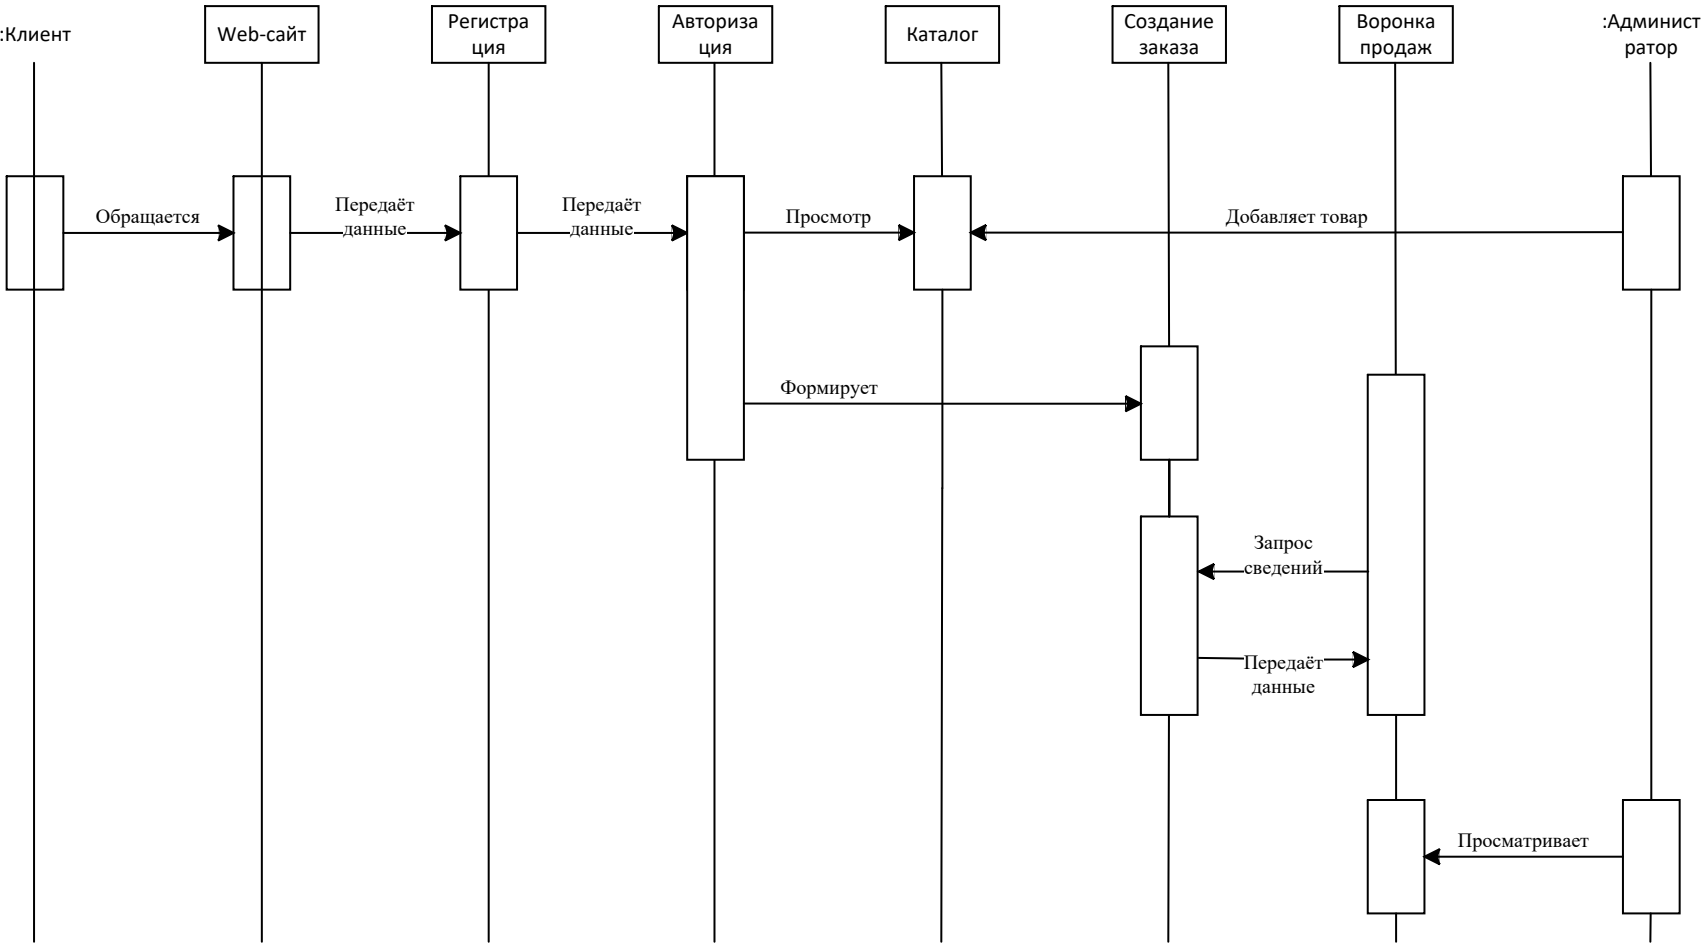 :Клиент
Web-сайт
Регистра
ция
Авториза
ция
Каталог
Создание
заказа
Воронка
продаж
:Админист
ратор
Обращается
Передаёт
данные
Передаёт
данные
Просмотр
Добавляет товар
Формирует
Запрос
сведений
Передаёт
данные
Просматривает